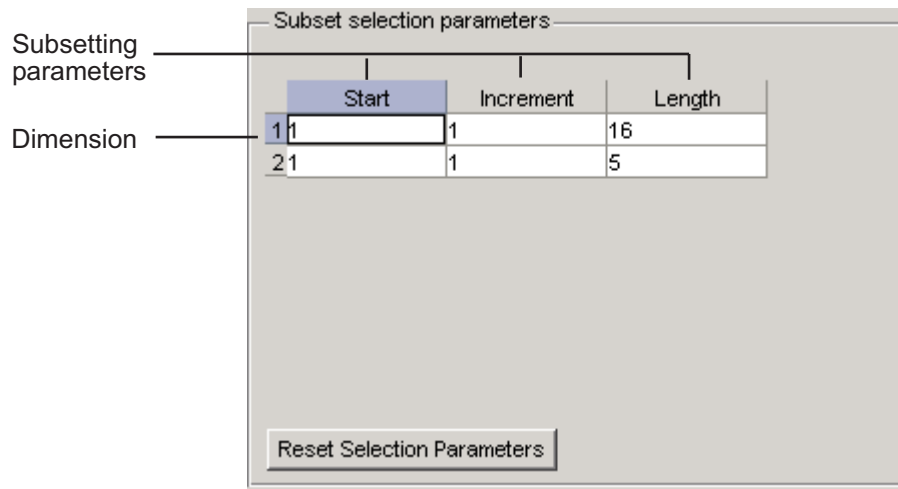 Subset selection parameters
Subsetting
parameters
Start Increment Length
Dimension
1 1 1 16
2 1 1 5
Reset Selection Parameters